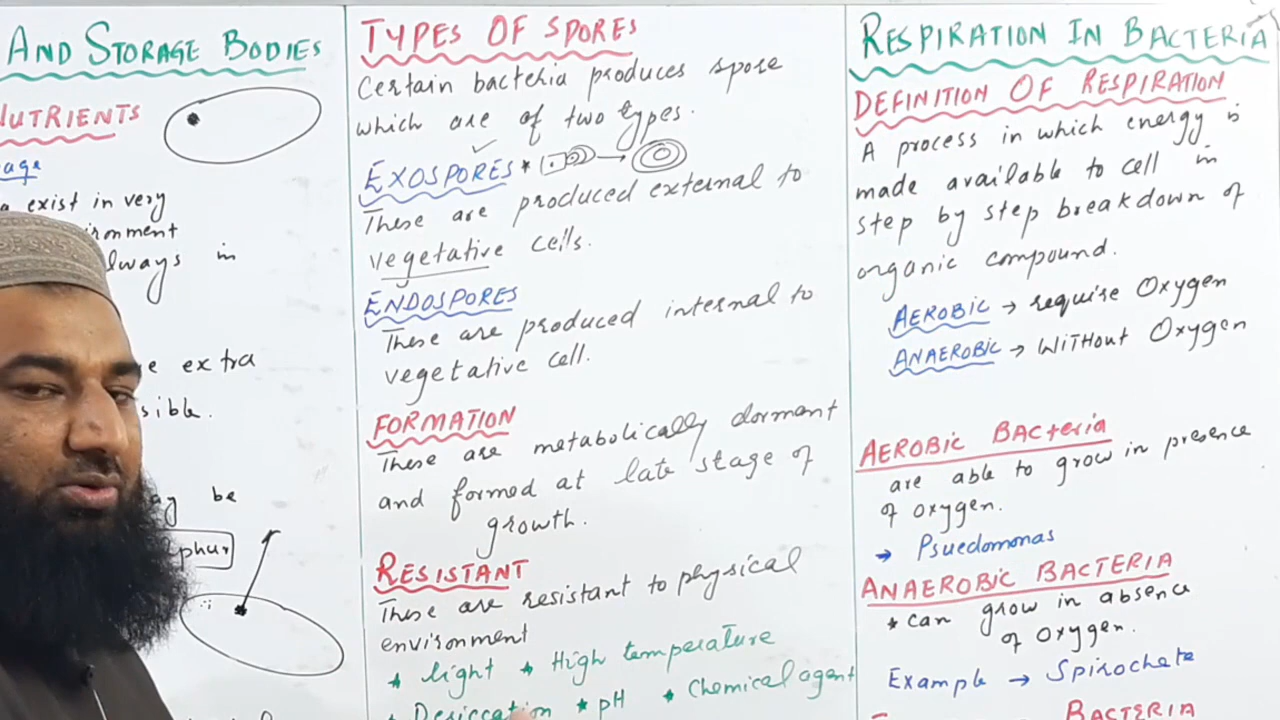 AND STORAGE BODIES
NUTRIENTS
age
exist in very
ironment
lways in
extra
sible.
be
phur
TYPES OF SPORES
Certain bacteria produces spore
which are of two types.
EXOSPORES *
These are produced external to
vegetative cells.
ENDOSPORES
These are produced internal to
vegetative cell.
FORMATION
These are metabolically dormant
and formed at late stage of
growth.
RESISTANT
These are resistant to physical
environment
* light * High temperature
* Desiccation * pH * Chemical agent
RESPIRATION IN BACTERIA
DEFINITION OF RESPIRATION
A process in which energy is
made available to cell in
step by step breakdown of
organic compound.
AEROBIC → require Oxygen
ANAEROBIC → WITHOUT Oxygen
AEROBIC BACTERIA
are able to grow in presence
of oxygen.
→ Psuedomonas
ANAEROBIC BACTERIA
* can grow in absence
of oxygen.
Example → Spirochate
BACTERIA